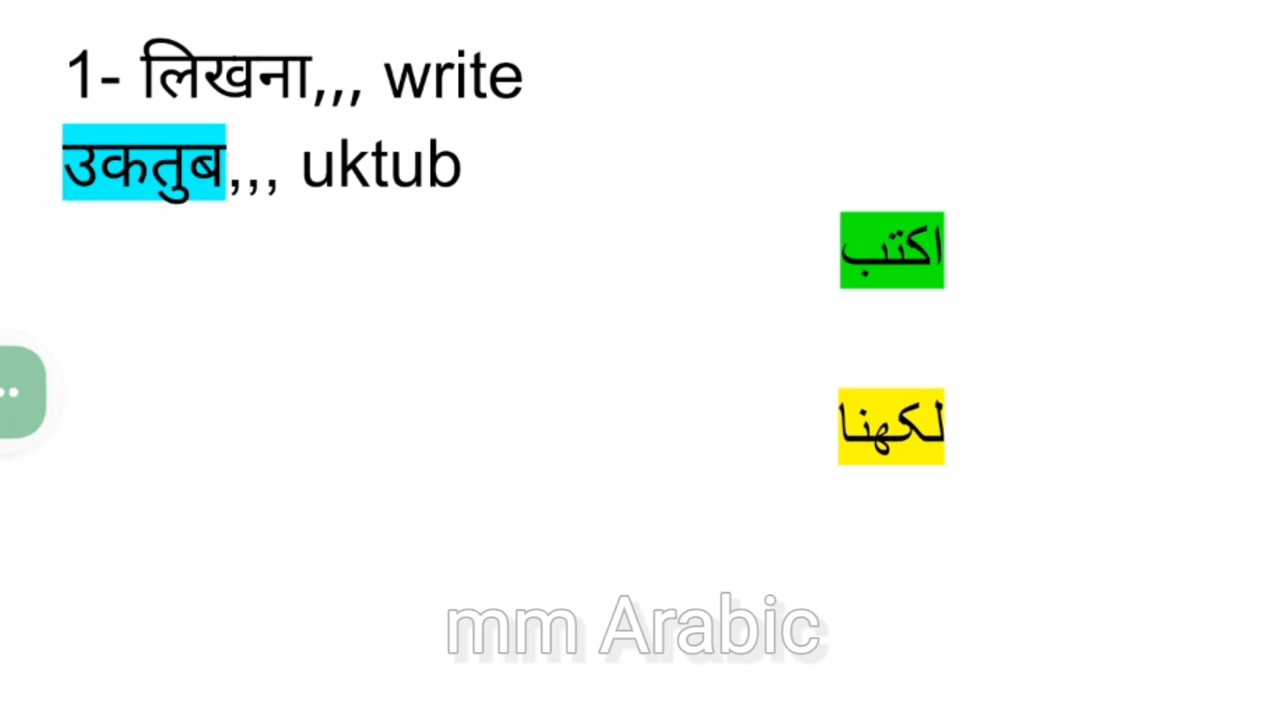 1- लिखना,,, write
उकतुब,,, uktub
اكتب
لکھنا
mm Arabic